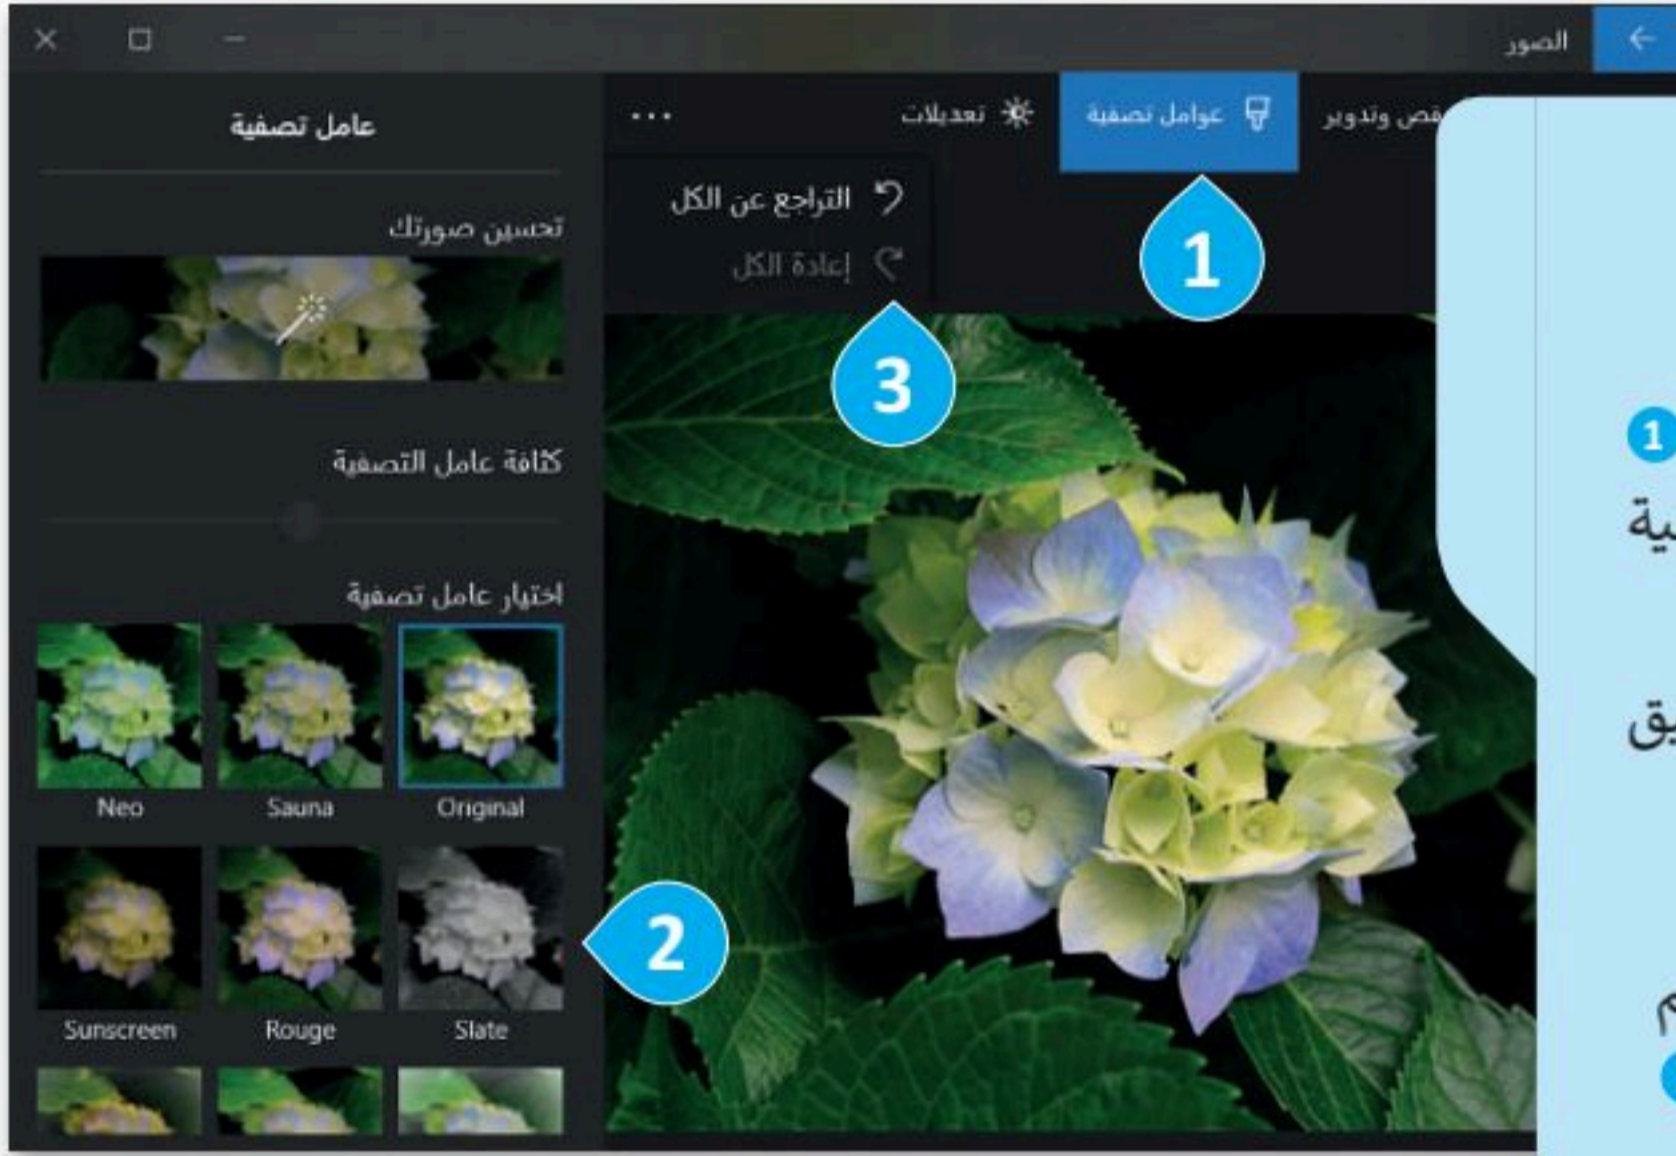 الصور
قص وتدوير
عوامل تصفية
تعديلات
...
التراجع عن الكل
إعادة الكل
1
3
2
عامل تصفية
تحسين صورتك
كثافة عامل التصفية
اختيار عامل تصفية
Original
Sauna
Neo
Slate
Rouge
Sunscreen
1